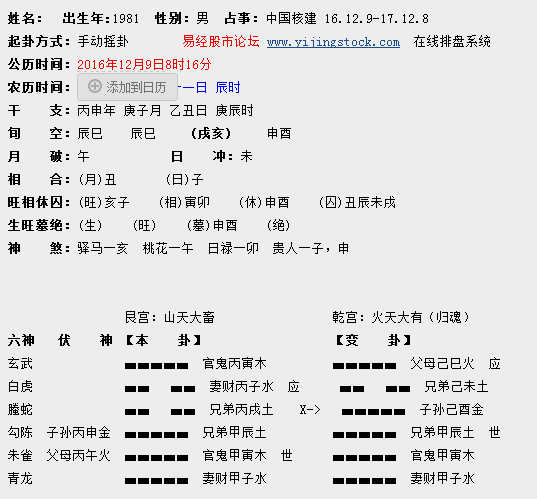 姓名： 出生年:1981 性别：男 占事：中国核建 16.12.9-17.12.8
起卦方式：手动摇卦 易经股市论坛 www.yijingstock.com 在线排盘系统
公历时间：2016年12月9日8时16分
农历时间： 添加到日历 十一日 辰时
干 支：丙申年 庚子月 乙丑日 庚辰时
旬 空：辰巳 辰巳 (戌亥) 申酉
月 破：午 日 冲：未
相 合：(月)丑 (日)子
旺相休囚：(旺)亥子 (相)寅卯 (休)申酉 (囚)丑辰未戌
生旺墓绝：(生) (旺) (墓)申酉 (绝)
神 煞：驿马—亥 桃花—午 日禄—卯 贵人—子，申
艮宫：山天大畜 乾宫：火天大有（归魂）
六神 伏 神 【本 卦】 【变 卦】
玄武 官鬼丙寅木 父母己巳火 应
白虎 妻财丙子水 应 兄弟己未土
螣蛇 兄弟丙戌土 X-> 子孙己酉金
勾陈 子孙丙申金 兄弟甲辰土 兄弟甲辰土 世
朱雀 父母丙午火 官鬼甲寅木 世 官鬼甲寅木
青龙 妻财甲子水 妻财甲子水